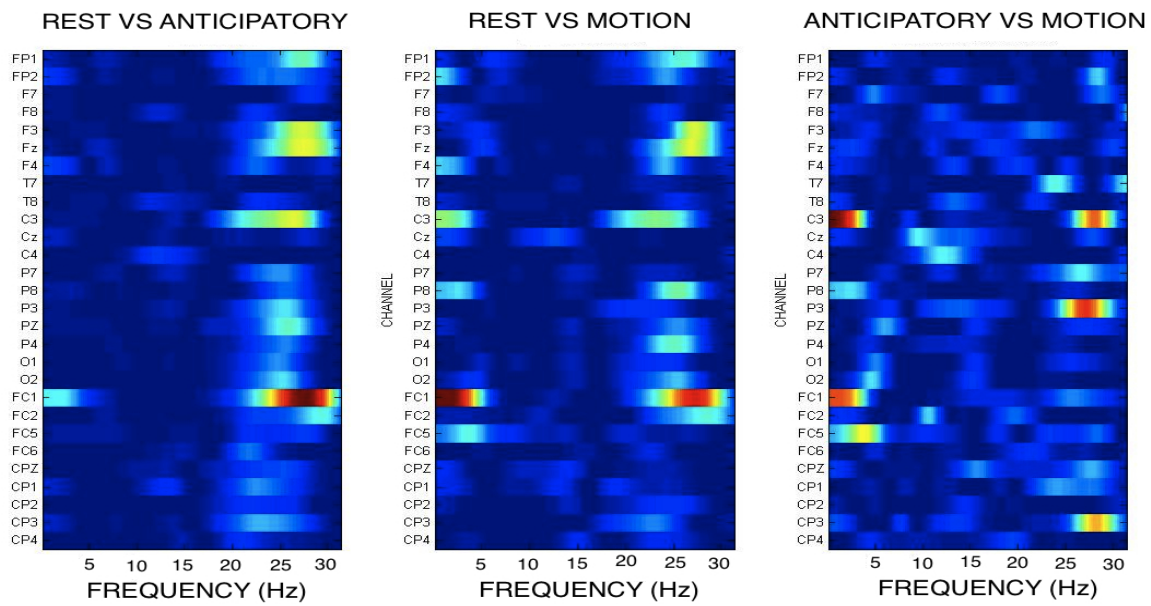 REST VS ANTICIPATORY
REST VS MOTION
ANTICIPATORY VS MOTION
FP1
FP2
F7
F8
F3
Fz
F4
T7
T8
C3
Cz
C4
P7
P8
P3
PZ
P4
O1
O2
FC1
FC2
FC5
FC6
CPZ
CP1
CP2
CP3
CP4
5 10 15 20 25 30
FREQUENCY (Hz)
CHANNEL
FP1
FP2
F7
F8
F3
Fz
F4
T7
T8
C3
Cz
C4
P7
P8
P3
PZ
P4
O1
O2
FC1
FC2
FC5
FC6
CPZ
CP1
CP2
CP3
CP4
5 10 15 20 25 30
FREQUENCY (Hz)
CHANNEL
FP1
FP2
F7
F8
F3
Fz
F4
T7
T8
C3
Cz
C4
P7
P8
P3
PZ
P4
O1
O2
FC1
FC2
FC5
FC6
CPZ
CP1
CP2
CP3
CP4
5 10 15 20 25 30
FREQUENCY (Hz)